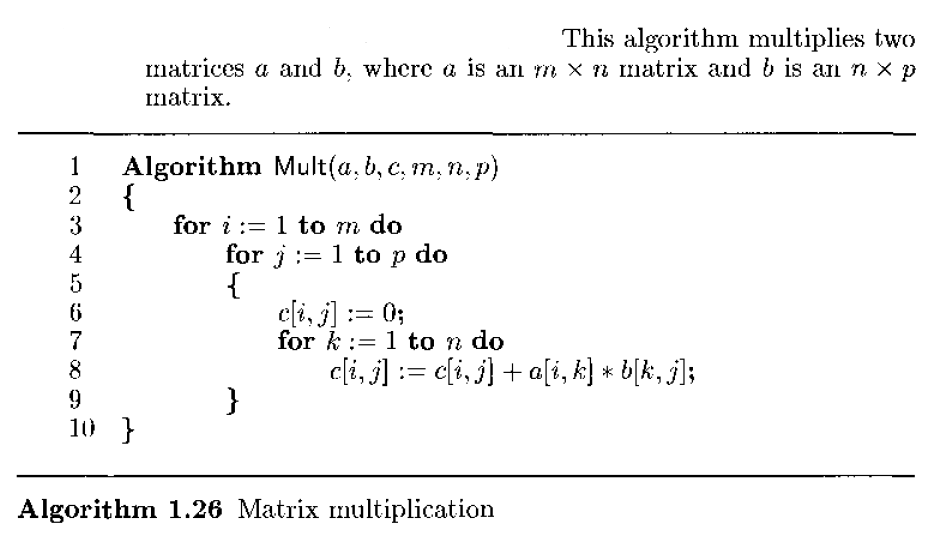 This algorithm multiplies two
matrices a and b, where a is an m × n matrix and b is an n × p
matrix.
1 Algorithm Mult(a, b, c, m, n, p)
2 {
3 for i := 1 to m do
4 for j := 1 to p do
5 {
6 c[i, j] := 0;
7 for k := 1 to n do
8 c[i, j] := c[i, j] + a[i, k] * b[k, j];
9 }
10 }
Algorithm 1.26 Matrix multiplication